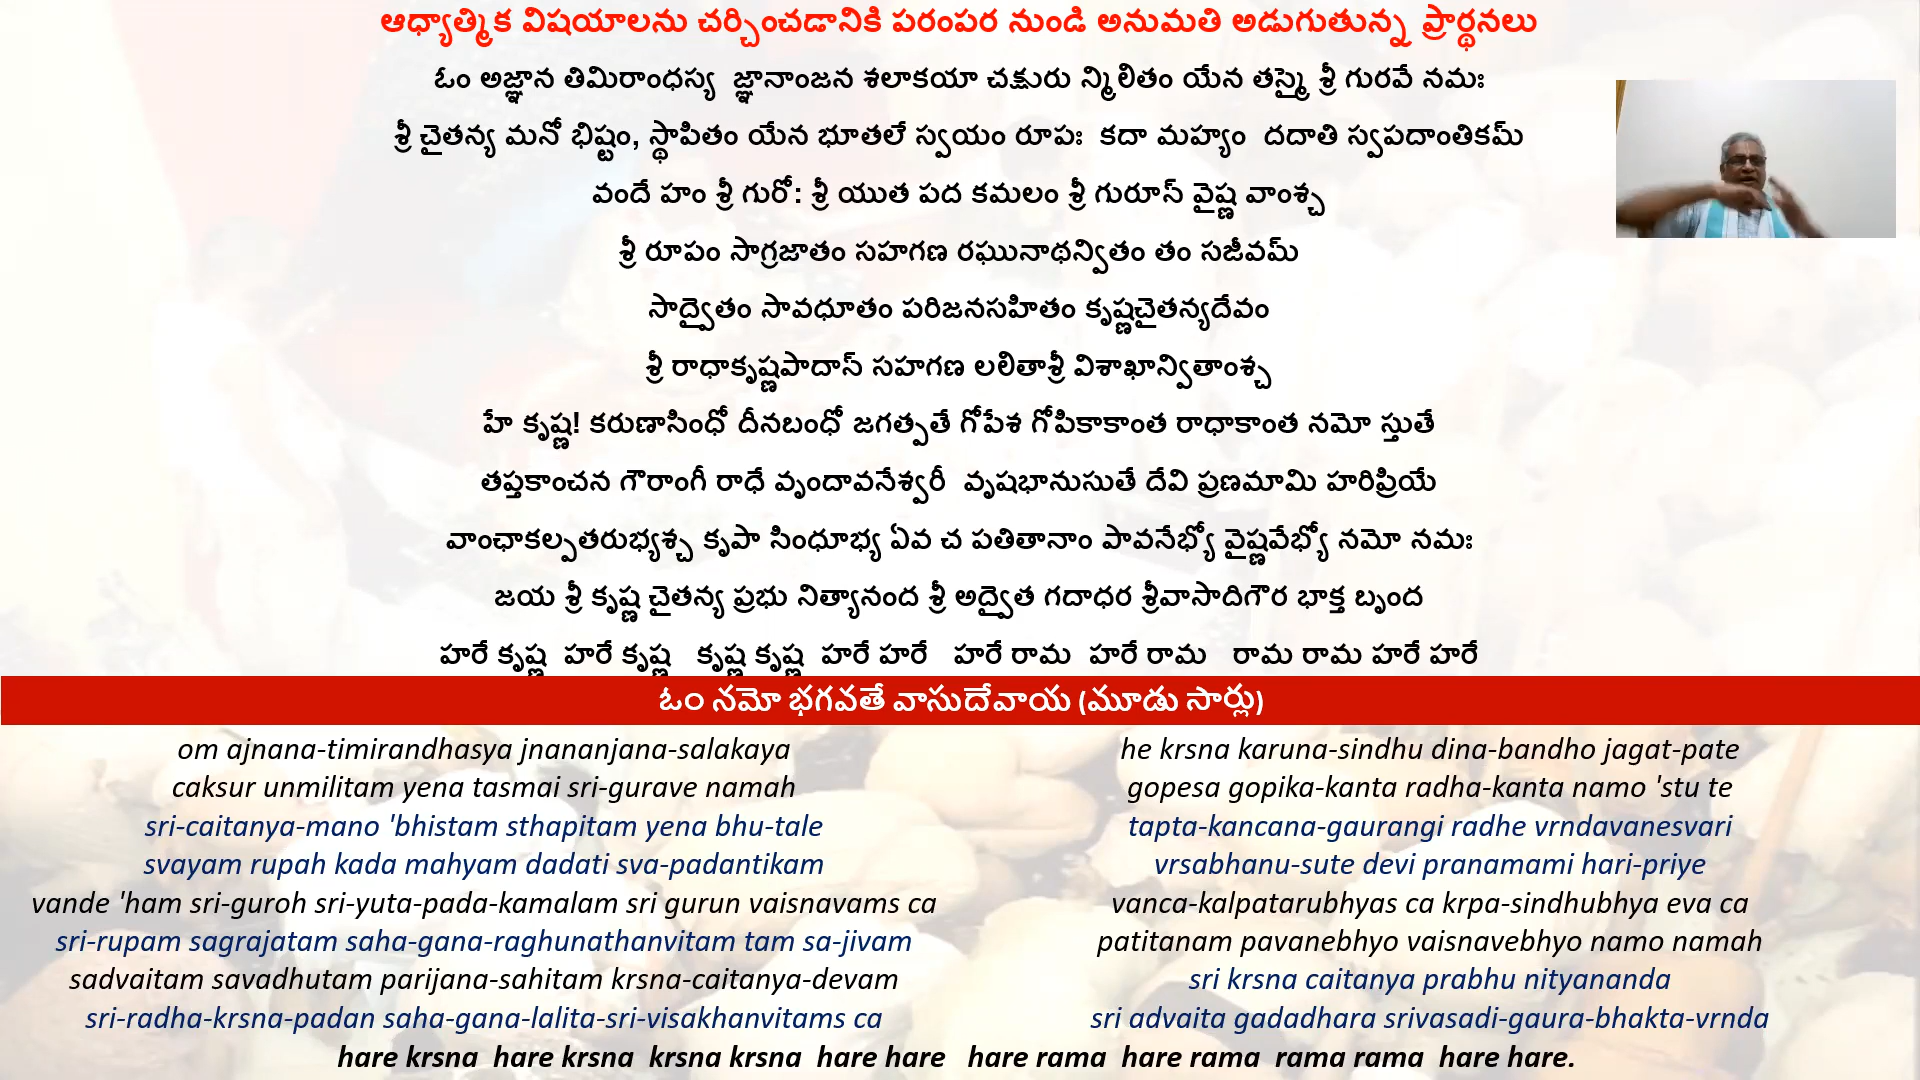 ఆధ్యాత్మిక విషయాలను చర్చించడానికి పరంపర నుండి అనుమతి అడుగుతున్న ప్రార్థనలు
ఓం అజ్ఞాన తిమిరాంధస్య జ్ఞానాంజన శలాకయా చక్షురు న్మిలితం యేన తస్మై శ్రీ గురవే నమః
శ్రీ చైతన్య మనో భిష్టం, స్థాపితం యేన భూతలే స్వయం రూపః కదా మహ్యం దదాతి స్వపదాంతికమ్
వందే హం శ్రీ గురో: శ్రీ యుత పద కమలం శ్రీ గురూన్ వైష్ణ వాంశ్చ
శ్రీ రూపం సాగ్రజాతం సహగణ రఘునాథన్వితం తం సజీవమ్
సాద్వైతం సావధూతం పరిజనసహితం కృష్ణచైతన్యదేవం
శ్రీ రాధాకృష్ణపాదాన్ సహగణ లలితాశ్రీ విశాఖాన్వితాంశ్చ
హే కృష్ణ! కరుణాసింధో దీనబంధో జగత్పతే గోపేశ గోపికాకాంత రాధాకాంత నమో స్తుతే
తప్తకాంచన గౌరాంగీ రాధే వృందావనేశ్వరీ వృషభానుసుతే దేవి ప్రణమామి హరిప్రియే
వాంఛాకల్పతరుభ్యశ్చ కృపా సింధూభ్య ఏవ చ పతితానాం పావనేభ్యో వైష్ణవేభ్యో నమో నమః
జయ శ్రీ కృష్ణ చైతన్య ప్రభు నిత్యానంద శ్రీ అద్వైత గదాధర శ్రీవాసాదిగౌర భాక్త బృంద
హరే కృష్ణ హరే కృష్ణ కృష్ణ కృష్ణ హరే హరే హరే రామ హరే రామ రామ రామ హరే హరే
ఓం నమో భగవతే వాసుదేవాయ (మూడు సార్లు)
om ajnana-timirandhasya jnananjana-salakaya
caksur unmilitam yena tasmai sri-gurave namah
sri-caitanya-mano 'bhistam sthapitam yena bhu-tale
svayam rupah kada mahyam dadati sva-padantikam
vande 'ham sri-guroh sri-yuta-pada-kamalam sri gurun vaisnavams ca
sri-rupam sagrajatam saha-gana-raghunathanvitam tam sa-jivam
sadvaitam savadhutam parijana-sahitam krsna-caitanya-devam
sri-radha-krsna-padan saha-gana-lalita-sri-visakhanvitams ca
he krsna karuna-sindhu dina-bandho jagat-pate
gopesa gopika-kanta radha-kanta namo 'stu te
tapta-kancana-gaurangi radhe vrndavanesvari
vrsabhanu-sute devi pranamami hari-priye
vanca-kalpatarubhyas ca krpa-sindhubhya eva ca
patitanam pavanebhyo vaisnavebhyo namo namah
sri krsna caitanya prabhu nityananda
sri advaita gadadhara srivasadi-gaura-bhakta-vrnda
hare krsna hare krsna krsna krsna hare hare hare rama hare rama rama rama hare hare.